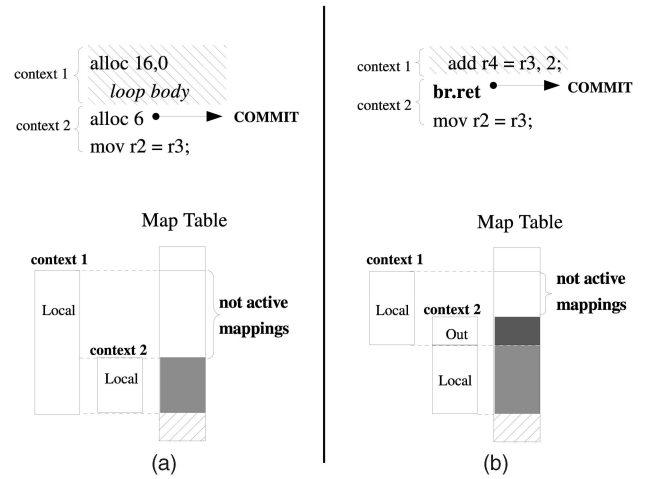 context 1
alloc 16,0
loop body
context 2
alloc 6
COMMIT
mov r2 = r3;
Map Table
context 1
Local
not active
mappings
context 2
Local
(a)
context 1
add r4 = r3, 2;
context 2
br.ret
COMMIT
mov r2 = r3;
Map Table
context 1
Local
not active
mappings
context 2
Out
Local
(b)